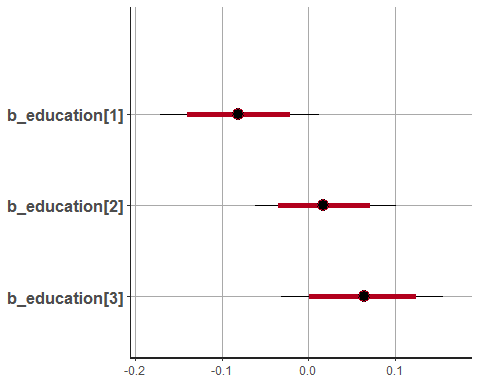 b_education[1]
b_education[2]
b_education[3]
-0.2 -0.1 0.0 0.1